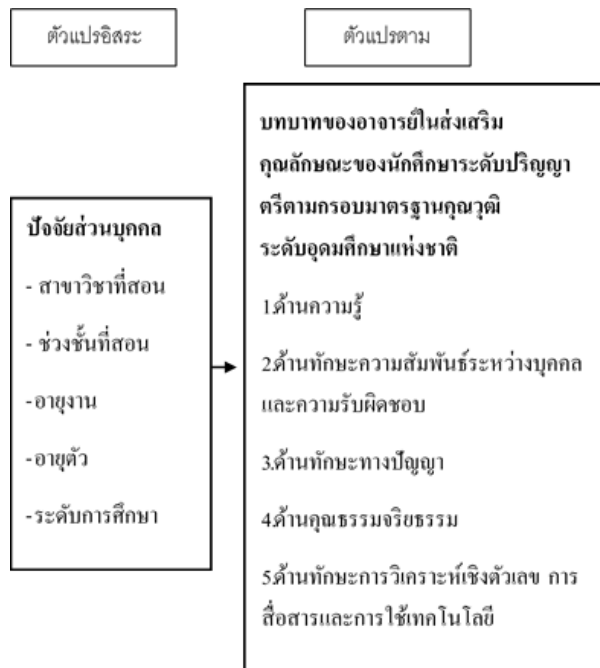 ตัวแปรอิสระ
ตัวแปรตาม
ปัจจัยส่วนบุคคล
- สาขาวิชาที่สอน
- ช่วงชั้นที่สอน
-อายุงาน
-อายุตัว
-ระดับการศึกษา
บทบาทของอาจารย์ในส่งเสริม
คุณลักษณะของนักศึกษาระดับปริญญา
ตรีตามกรอบมาตรฐานคุณวุฒิ
ระดับอุดมศึกษาแห่งชาติ
1.ด้านความรู้
2.ด้านทักษะความสัมพันธ์ระหว่างบุคคล
และความรับผิดชอบ
3.ด้านทักษะทางปัญญา
4.ด้านคุณธรรมจริยธรรม
5.ด้านทักษะการวิเคราะห์เชิงตัวเลข การ
สื่อสารและการใช้เทคโนโลยี